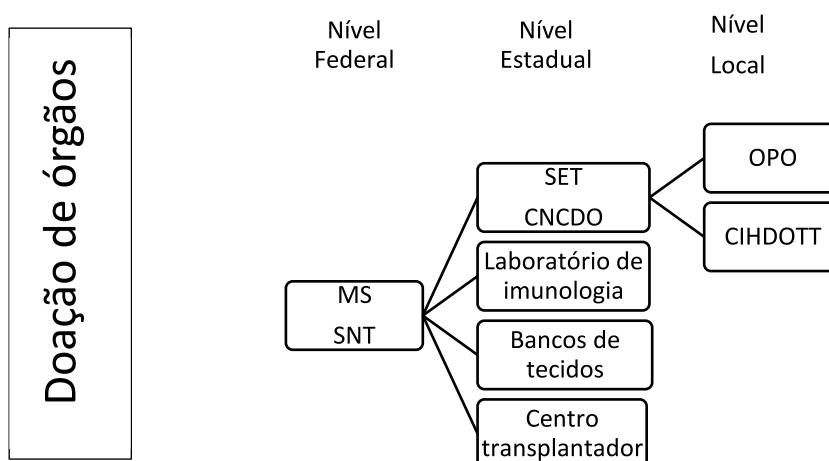 Doação de órgãos
Nível
Federal
Nível
Estadual
Nível
Local
MS
SNT
SET
CNCDO
Laboratório de
imunologia
Bancos de
tecidos
Centro
transplantador
OPO
CIHDOTT